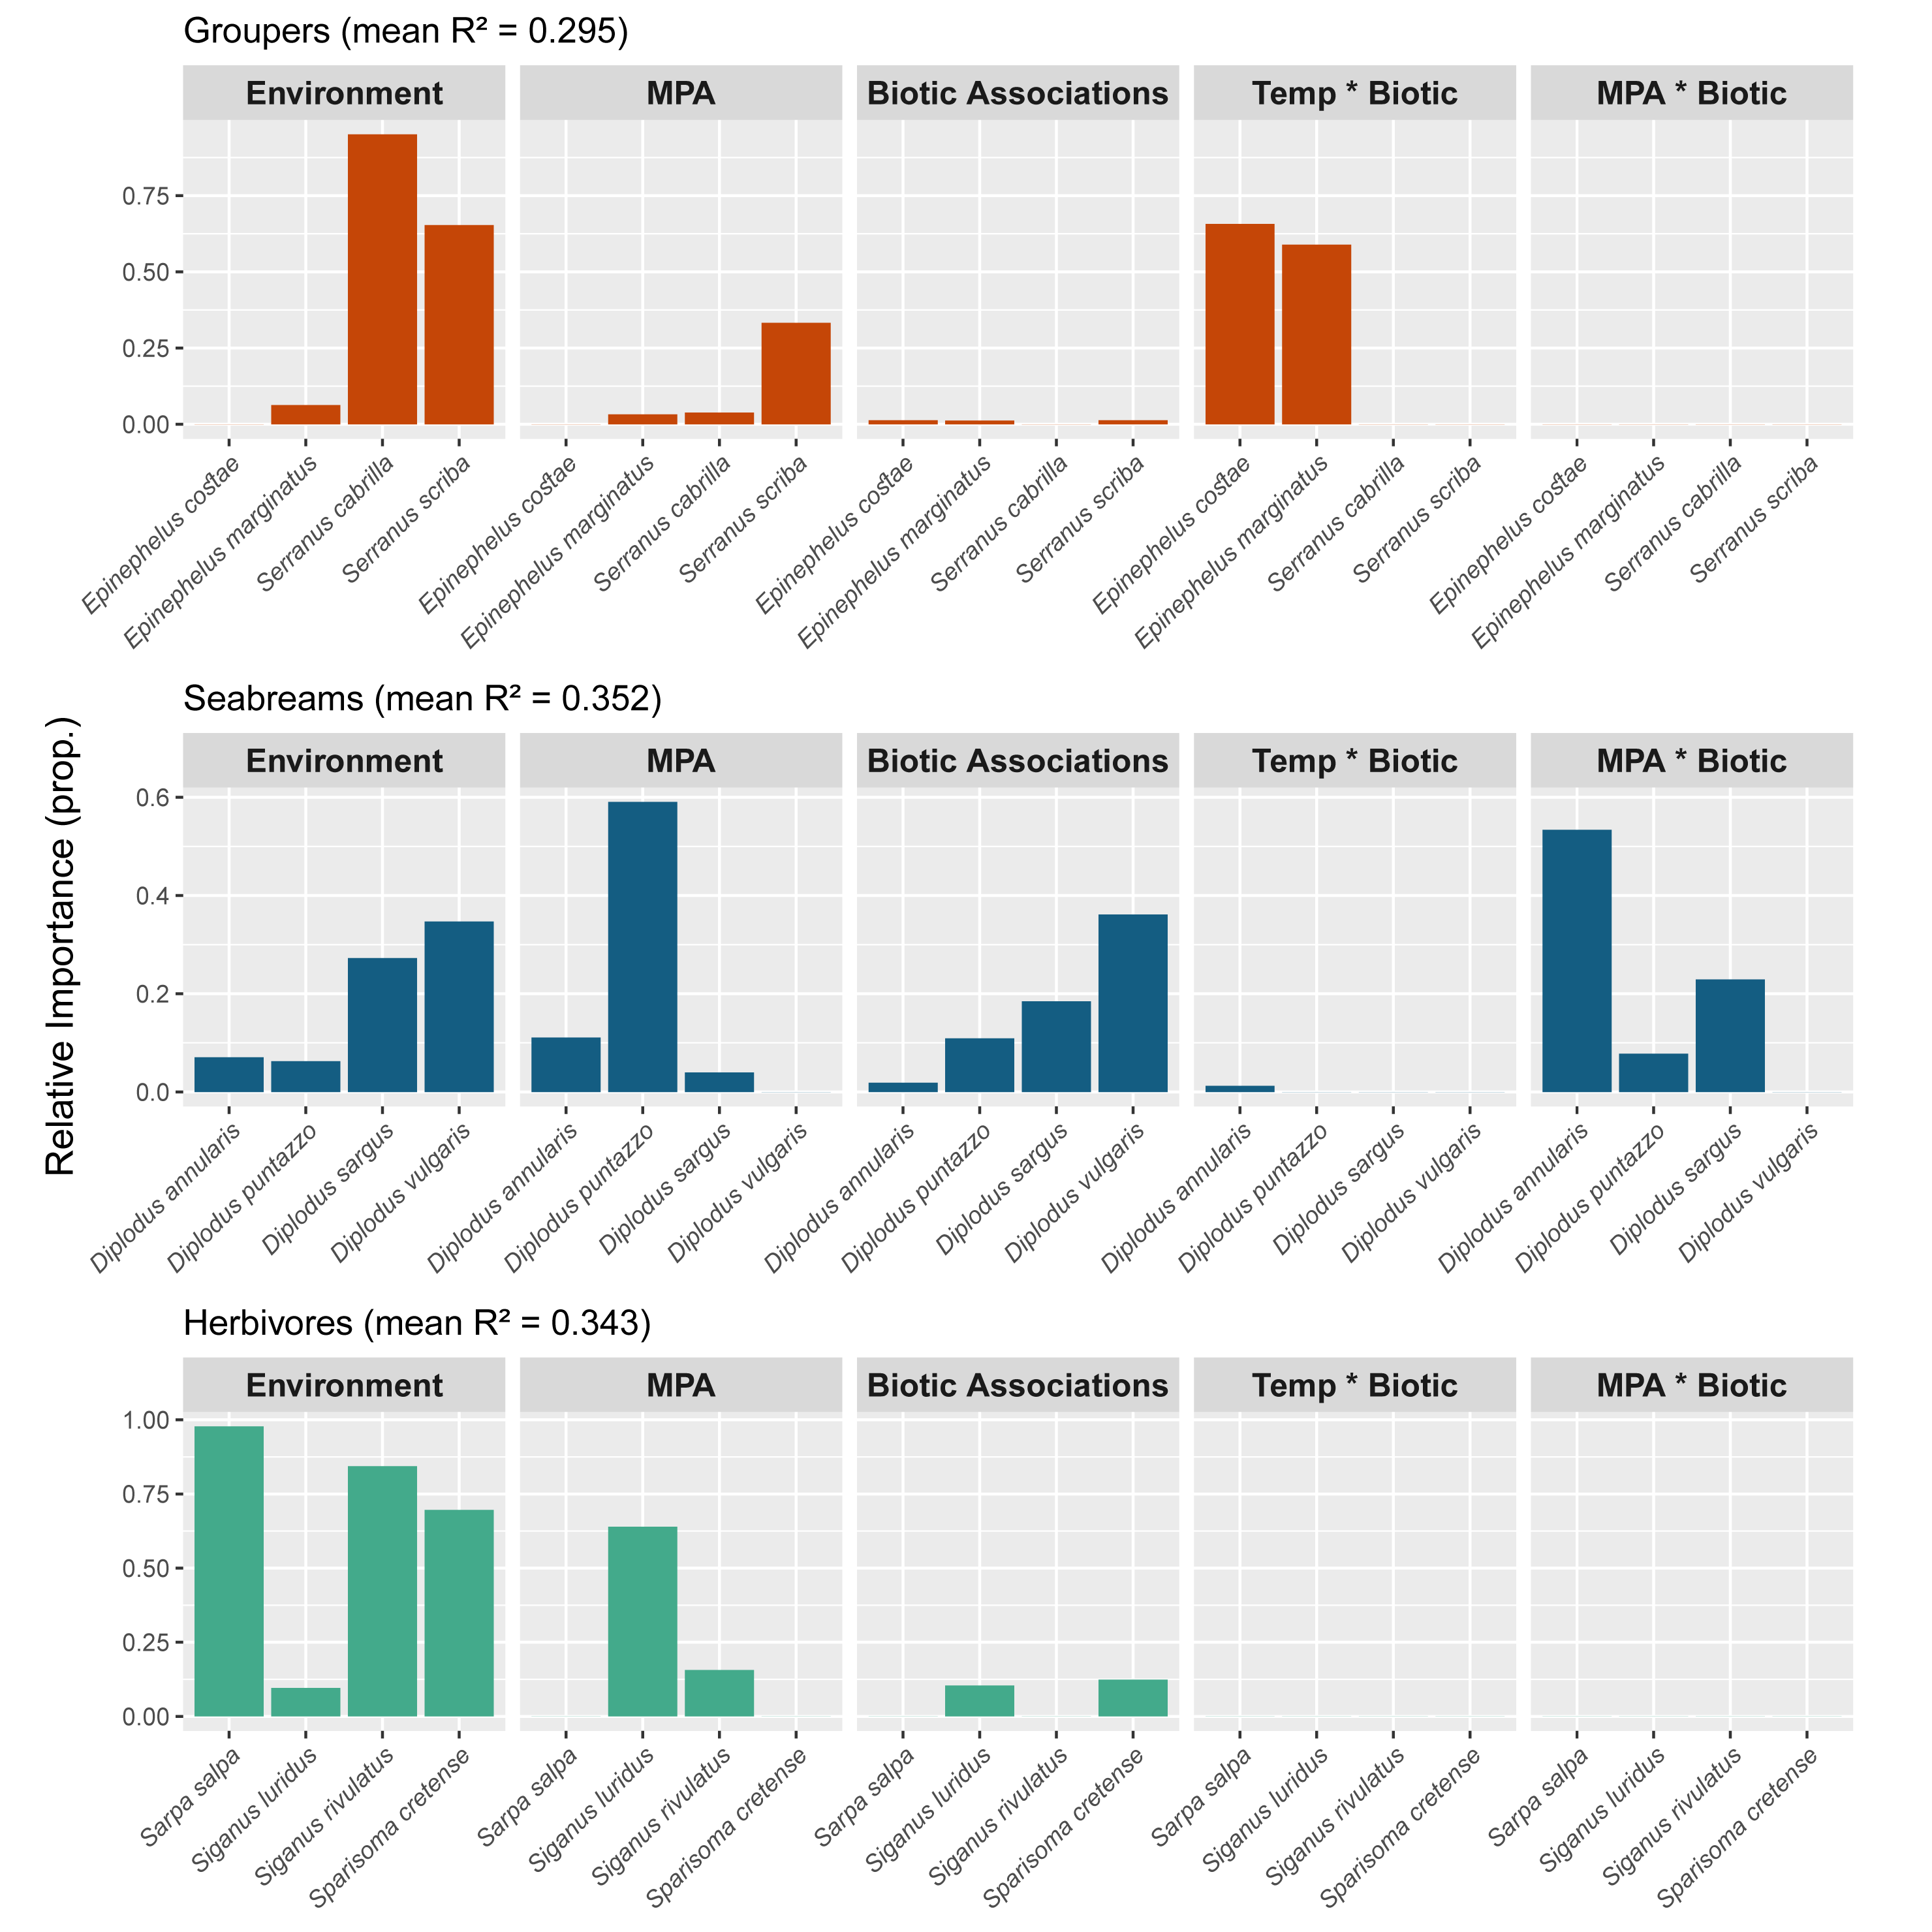 Groupers (mean R² = 0.295)
Environment MPA Biotic Associations Temp * Biotic MPA * Biotic
0.75
0.50
0.25
0.00
Epinephelus costae Epinephelus marginatus Serranus cabrilla Serranus scriba Epinephelus costae Epinephelus marginatus Serranus cabrilla Serranus scriba Epinephelus costae Epinephelus marginatus Serranus cabrilla Serranus scriba Epinephelus costae Epinephelus marginatus Serranus cabrilla Serranus scriba Epinephelus costae Epinephelus marginatus Serranus cabrilla Serranus scriba
Relative Importance (prop.)
Seabreams (mean R² = 0.352)
Environment MPA Biotic Associations Temp * Biotic MPA * Biotic
0.6
0.4
0.2
0.0
Diplodus annularis Diplodus puntazzo Diplodus sargus Diplodus vulgaris Diplodus annularis Diplodus puntazzo Diplodus sargus Diplodus vulgaris Diplodus annularis Diplodus puntazzo Diplodus sargus Diplodus vulgaris Diplodus annularis Diplodus puntazzo Diplodus sargus Diplodus vulgaris Diplodus annularis Diplodus puntazzo Diplodus sargus Diplodus vulgaris
Herbivores (mean R² = 0.343)
Environment MPA Biotic Associations Temp * Biotic MPA * Biotic
1.00
0.75
0.50
0.25
0.00
Sarpa salpa Siganus luridus Siganus rivulatus Sparisoma cretense Sarpa salpa Siganus luridus Siganus rivulatus Sparisoma cretense Sarpa salpa Siganus luridus Siganus rivulatus Sparisoma cretense Sarpa salpa Siganus luridus Siganus rivulatus Sparisoma cretense Sarpa salpa Siganus luridus Siganus rivulatus Sparisoma cretense